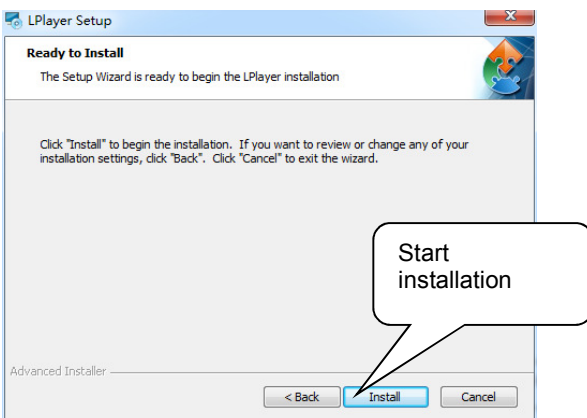 LPlayer Setup
Ready to Install
The Setup Wizard is ready to begin the LPlayer installation
Click "Install" to begin the installation. If you want to review or change any of your
installation settings, click "Back". Click "Cancel" to exit the wizard.
Start
installation
Advanced Installer
< Back
Install
Cancel